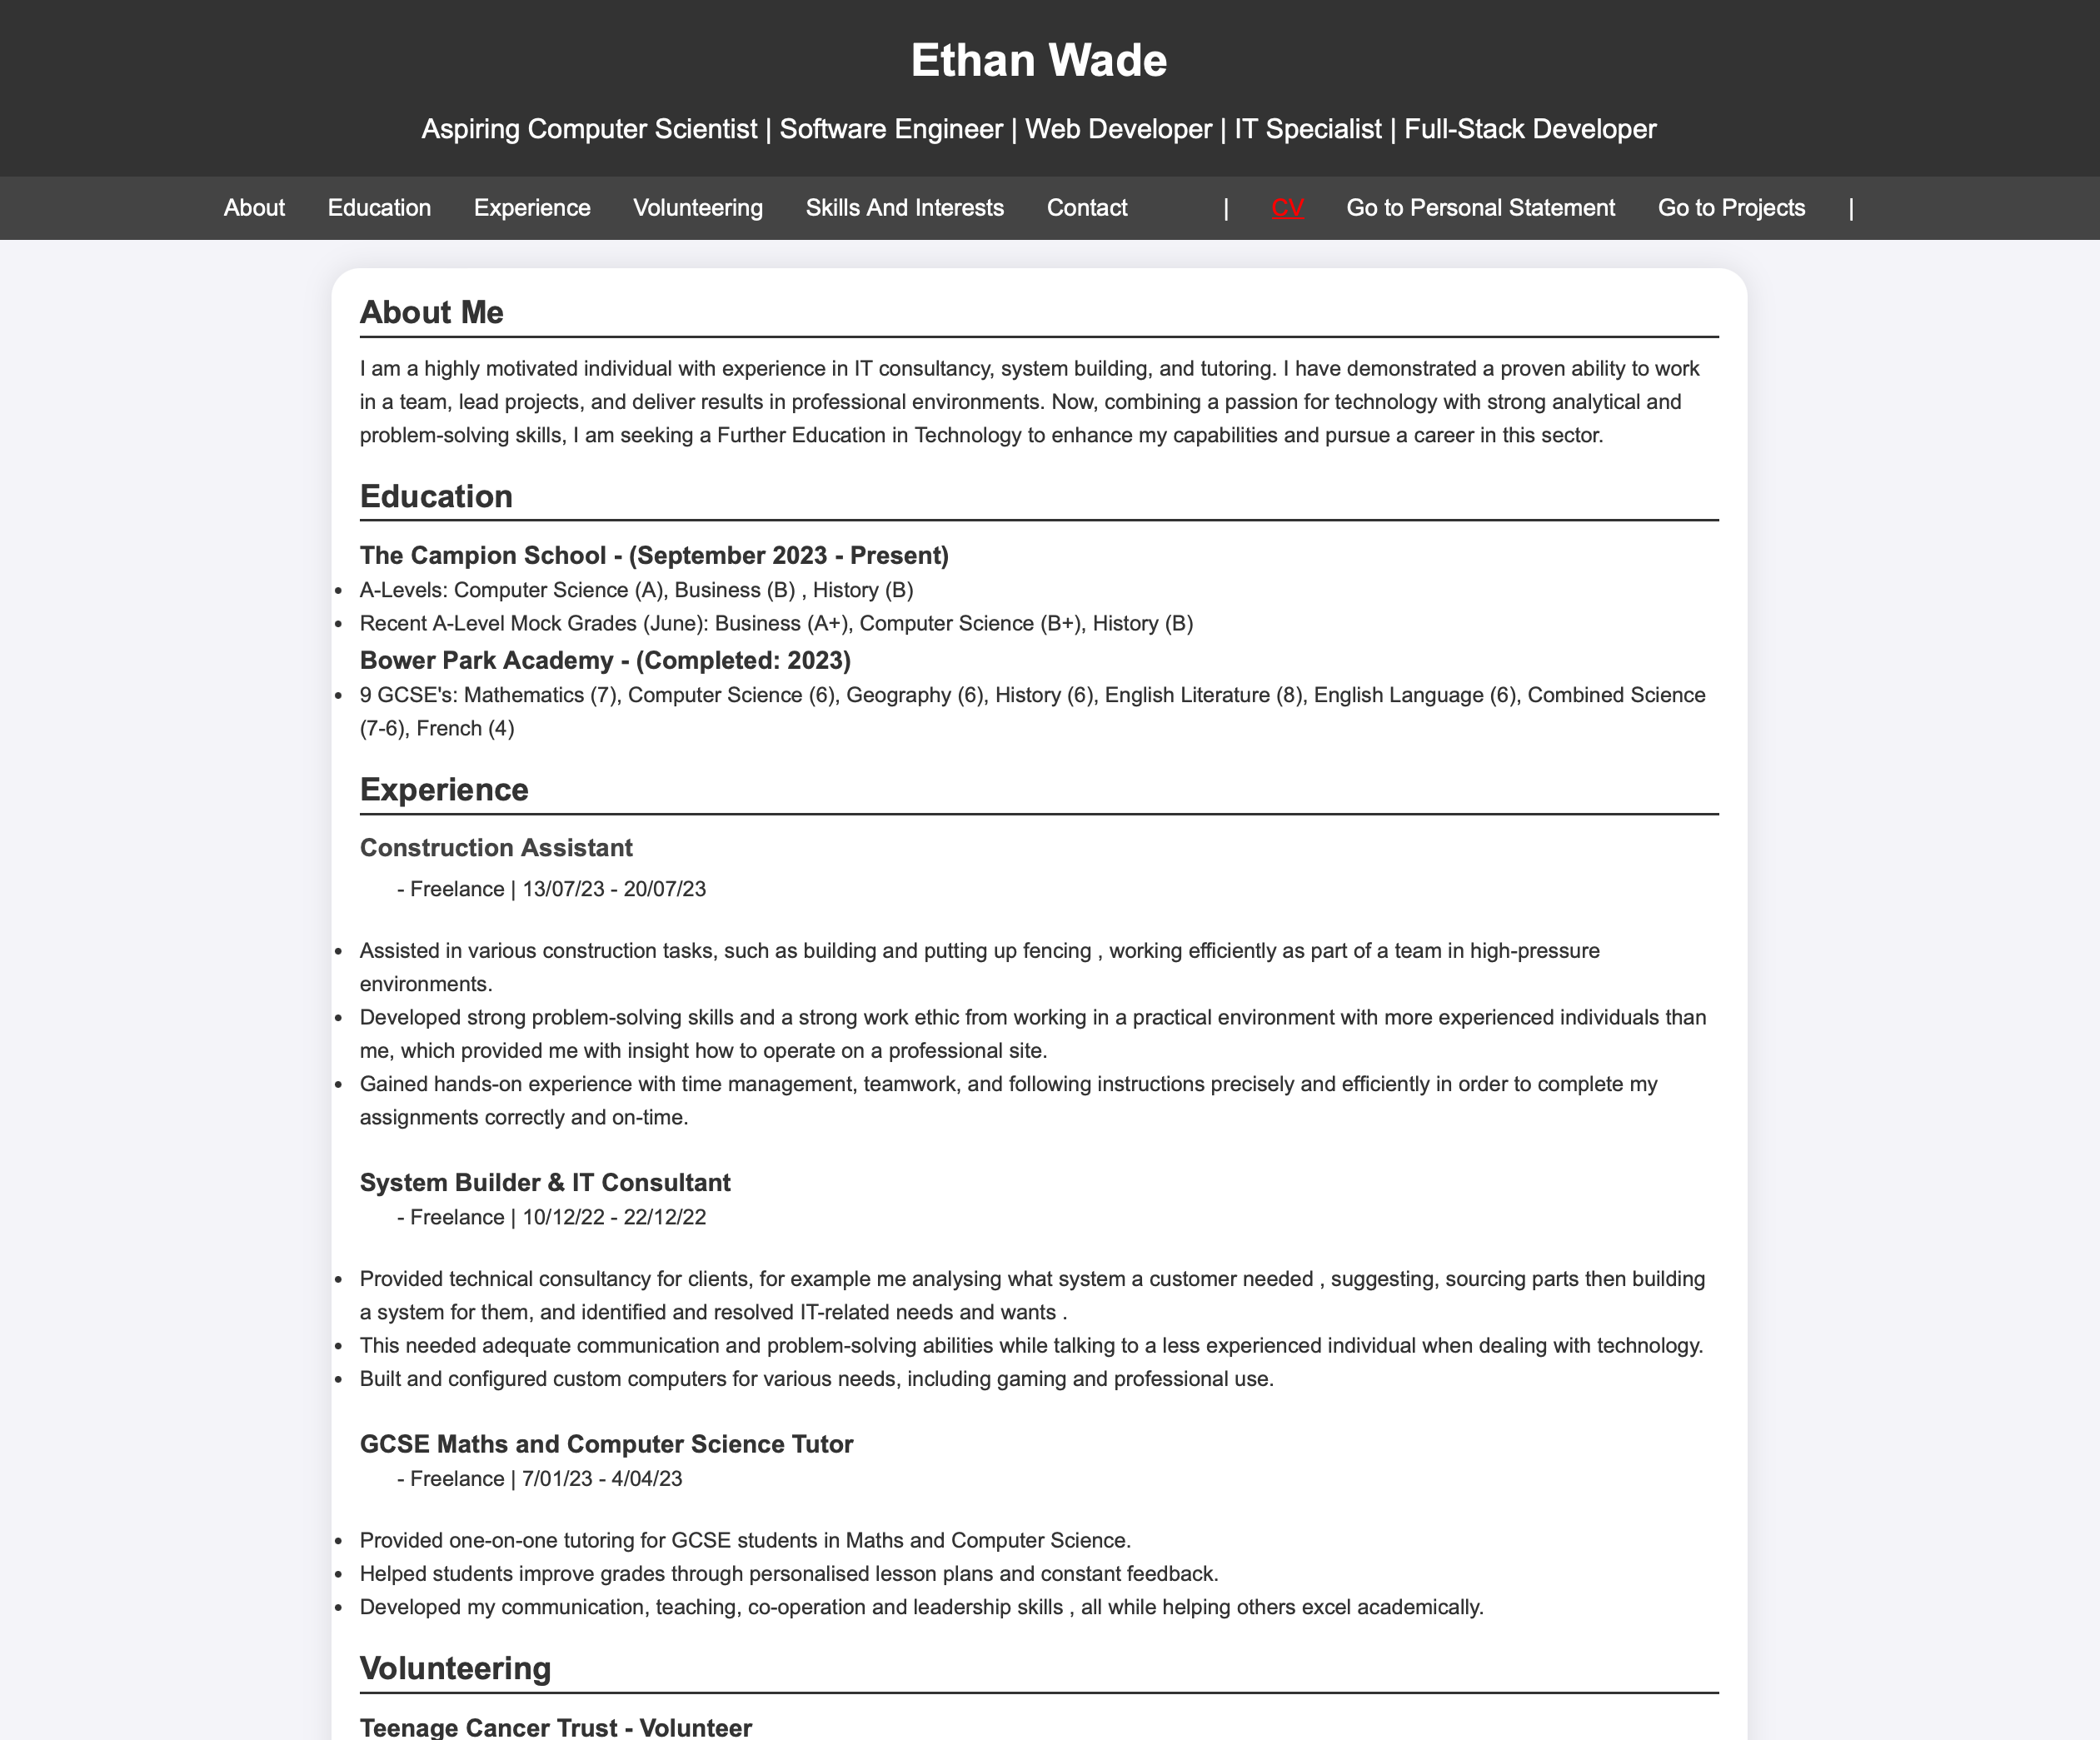 Ethan Wade
Aspiring Computer Scientist | Software Engineer | Web Developer | IT Specialist | Full-Stack Developer
About Education Experience Volunteering Skills And Interests Contact | CV Go to Personal Statement Go to Projects |
About Me
I am a highly motivated individual with experience in IT consultancy, system building, and tutoring. I have demonstrated a proven ability to work
in a team, lead projects, and deliver results in professional environments. Now, combining a passion for technology with strong analytical and
problem-solving skills, I am seeking a Further Education in Technology to enhance my capabilities and pursue a career in this sector.
Education
The Campion School - (September 2023 - Present)
• A-Levels: Computer Science (A), Business (B) , History (B)
• Recent A-Level Mock Grades (June): Business (A+), Computer Science (B+), History (B)
Bower Park Academy - (Completed: 2023)
• 9 GCSE's: Mathematics (7), Computer Science (6), Geography (6), History (6), English Literature (8), English Language (6), Combined Science
(7-6), French (4)
Experience
Construction Assistant
- Freelance | 13/07/23 - 20/07/23
• Assisted in various construction tasks, such as building and putting up fencing , working efficiently as part of a team in high-pressure
environments.
• Developed strong problem-solving skills and a strong work ethic from working in a practical environment with more experienced individuals than
me, which provided me with insight how to operate on a professional site.
• Gained hands-on experience with time management, teamwork, and following instructions precisely and efficiently in order to complete my
assignments correctly and on-time.
System Builder & IT Consultant
- Freelance | 10/12/22 - 22/12/22
• Provided technical consultancy for clients, for example me analysing what system a customer needed , suggesting, sourcing parts then building
a system for them, and identified and resolved IT-related needs and wants .
• This needed adequate communication and problem-solving abilities while talking to a less experienced individual when dealing with technology.
• Built and configured custom computers for various needs, including gaming and professional use.
GCSE Maths and Computer Science Tutor
- Freelance | 7/01/23 - 4/04/23
• Provided one-on-one tutoring for GCSE students in Maths and Computer Science.
• Helped students improve grades through personalised lesson plans and constant feedback.
• Developed my communication, teaching, co-operation and leadership skills , all while helping others excel academically.
Volunteering
Teenage Cancer Trust - Volunteer